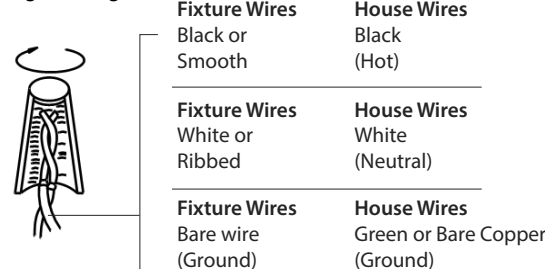 Fixture Wires House Wires
Black or Black
Smooth (Hot)
Fixture Wires House Wires
White or White
Ribbed (Neutral)
Fixture Wires House Wires
Bare wire Green or Bare Copper
(Ground) (Ground)